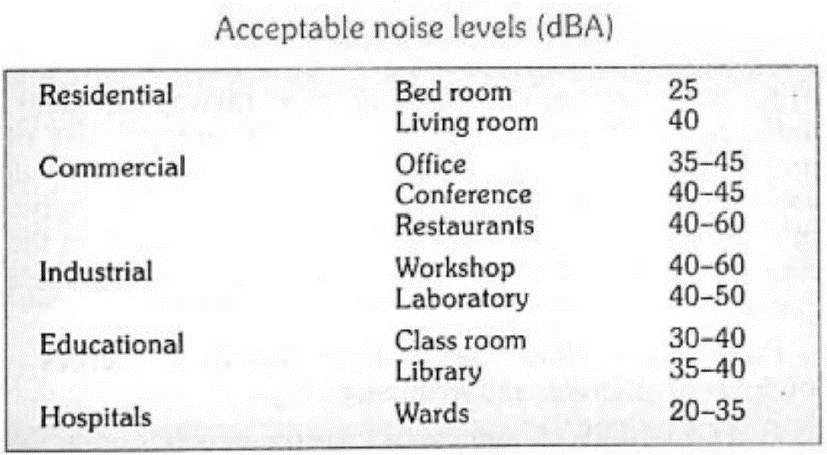 Acceptable noise levels (dBA)
Residential Bed room 25
Living room 40
Commercial Office 35–45
Conference 40–45
Restaurants 40–60
Industrial Workshop 40–60
Laboratory 40–50
Educational Class room 30–40
Library 35–40
Hospitals Wards 20–35